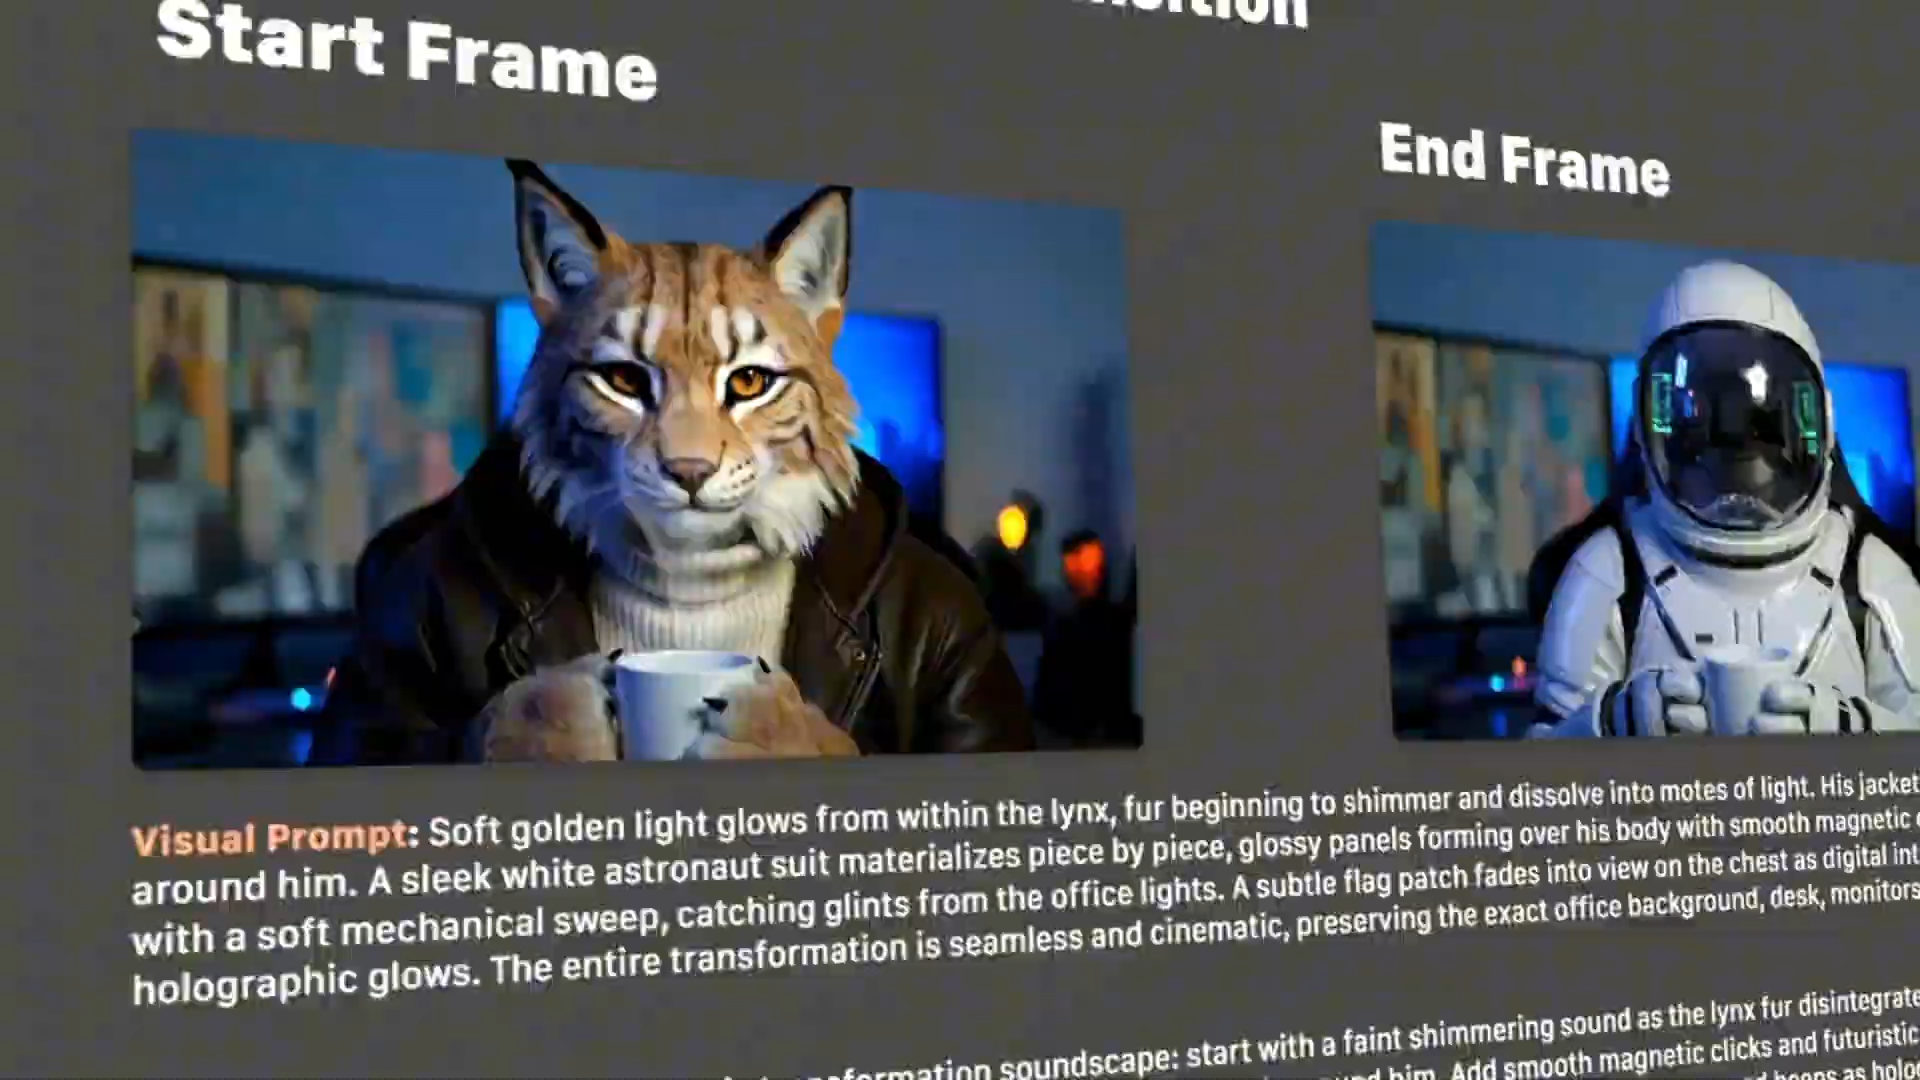 Start Frame
End Frame
Visual Prompt: Soft golden light glows from within the lynx, fur beginning to shimmer and dissolve into motes of light. His jacket
around him. A sleek white astronaut suit materializes piece by piece, glossy panels forming over his body with smooth magnetic
with a soft mechanical sweep, catching glints from the office lights. A subtle flag patch fades into view on the chest as digital
holographic glows. The entire transformation is seamless and cinematic, preserving the exact office background, desk, monitors
soundscape: start with a faint shimmering sound as the lynx fur
him. Add smooth magnetic clicks and futuristic
as